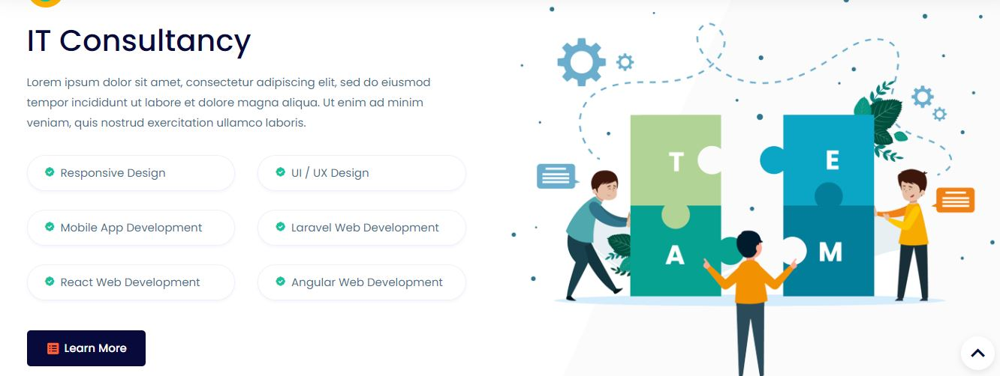 IT Consultancy
Lorem ipsum dolor sit amet, consectetur adipiscing elit, sed do eiusmod
tempor incididunt ut labore et dolore magna aliqua. Ut enim ad minim
veniam, quis nostrud exercitation ullamco laboris.
Responsive Design
UI / UX Design
Mobile App Development
Laravel Web Development
React Web Development
Angular Web Development
Learn More
T E
A M